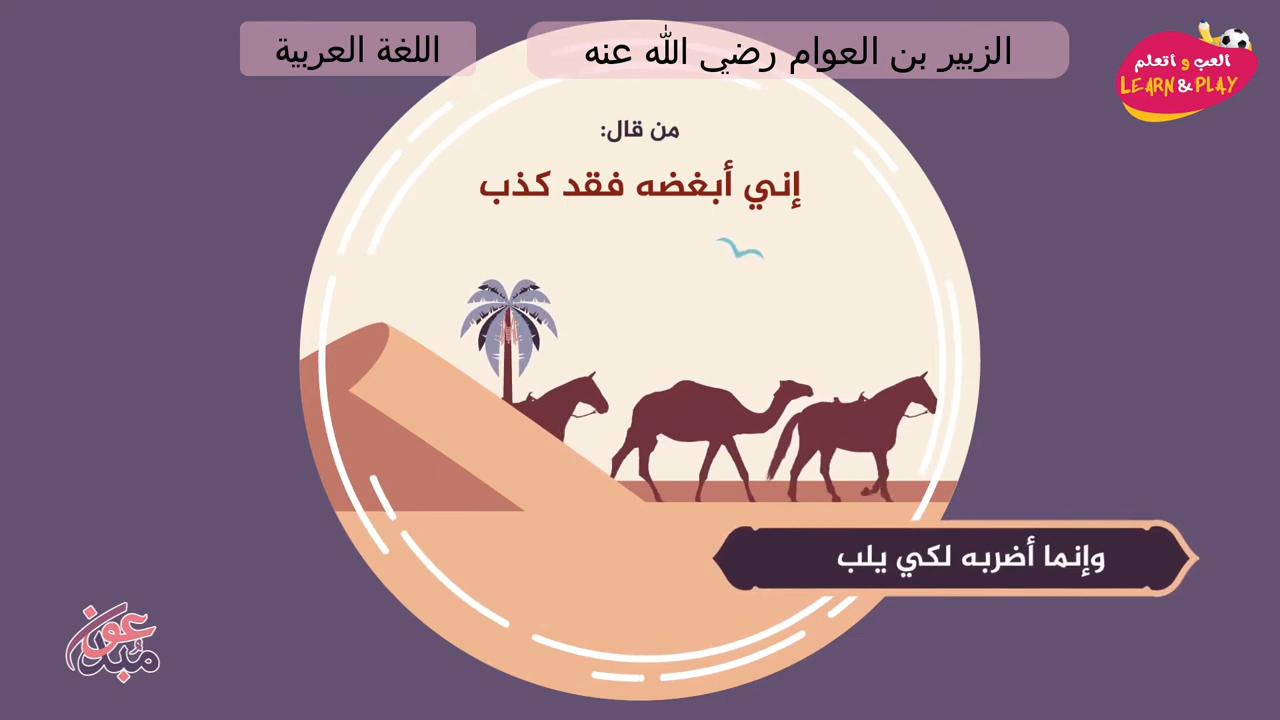 الزبير بن العوام رضي الله عنه
اللغة العربية
العب و اتعلم
LEARN & PLAY
من قال:
إني أبغضه فقد كذب
وإنما أضربه لكي يلب
مبدعون